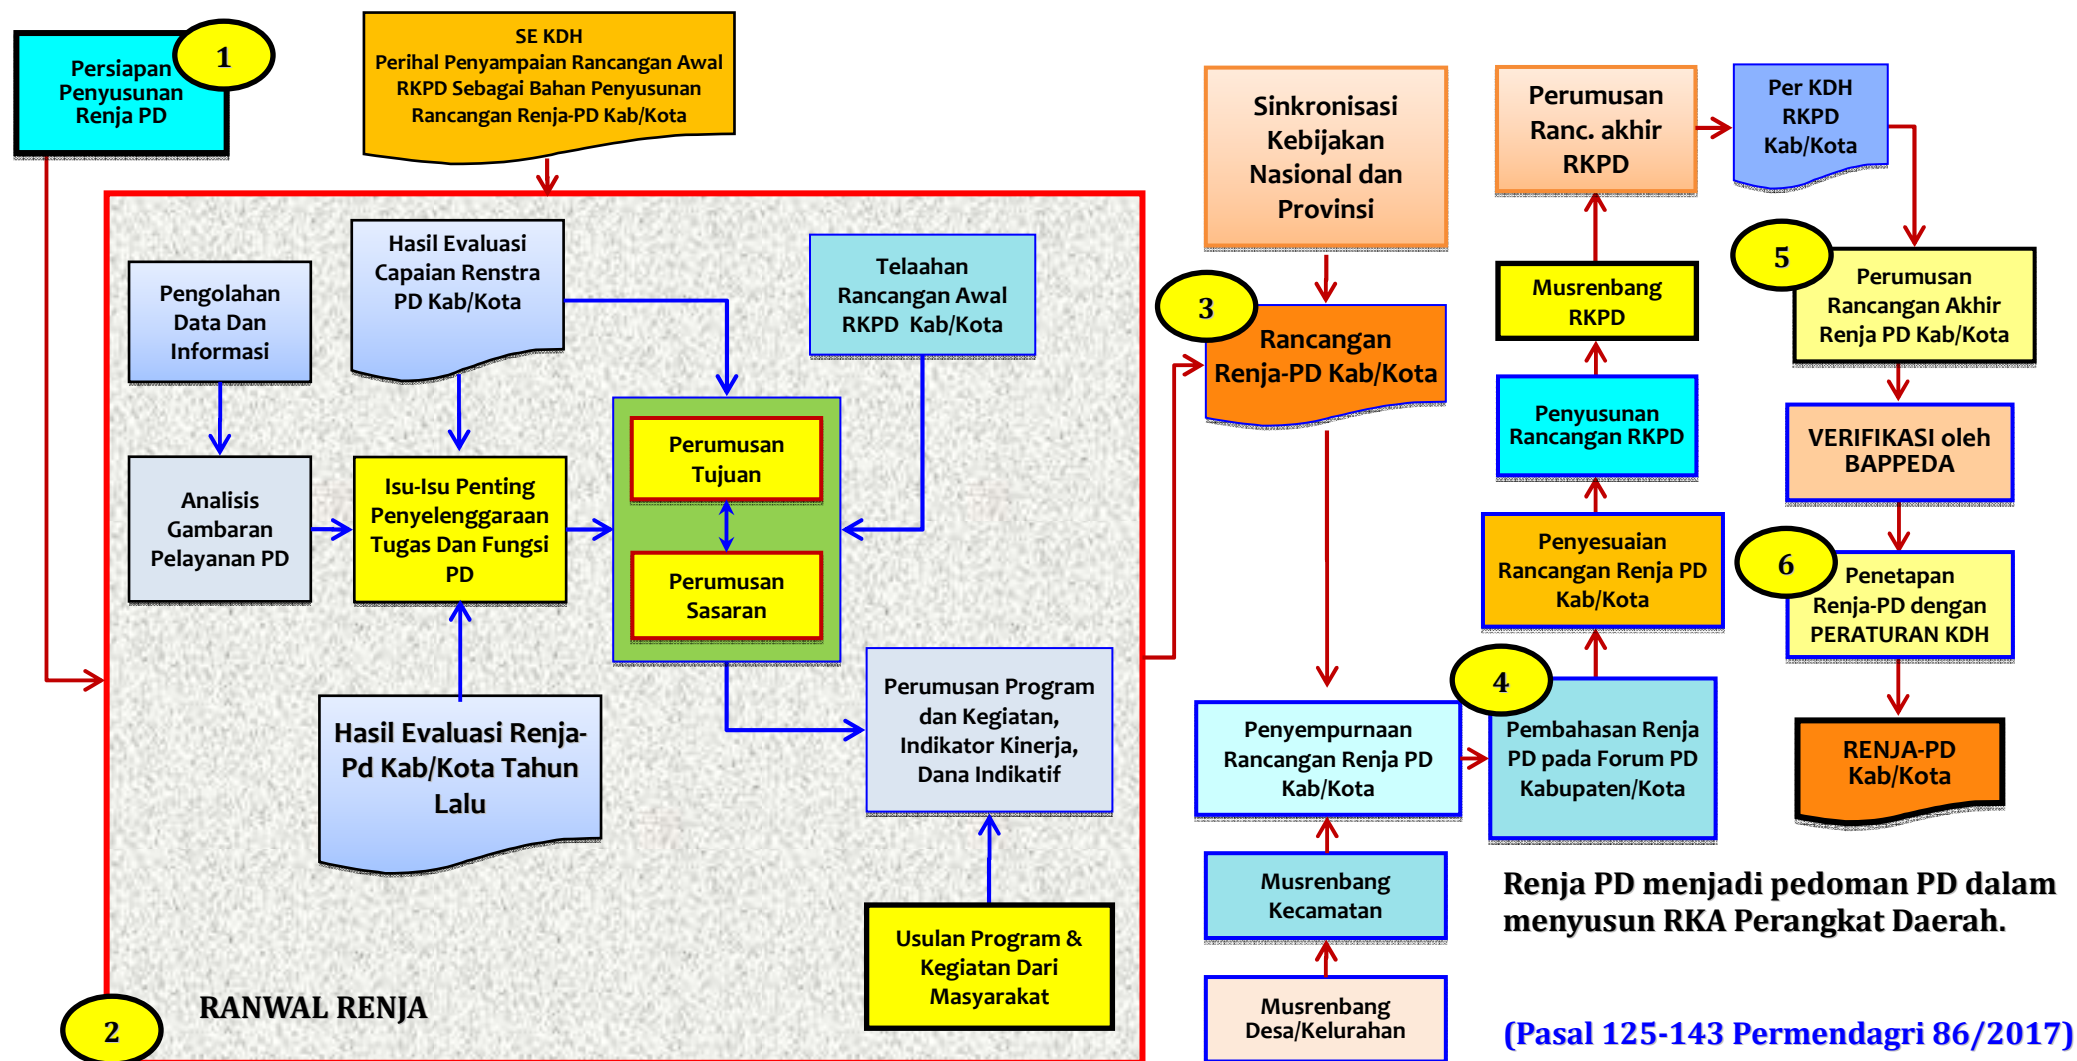 1
Persiapan
Penyusunan
Renja PD
SE KDH
Perihal Penyampaian Rancangan Awal
RKPD Sebagai Bahan Penyusunan
Rancangan Renja-PD Kab/Kota
Pengolahan
Data Dan
Informasi
Hasil Evaluasi
Capaian Renstra
PD Kab/Kota
Telaahan
Rancangan Awal
RKPD Kab/Kota
Analisis
Gambaran
Pelayanan PD
Isu-Isu Penting
Penyelenggaraan
Tugas Dan Fungsi
PD
Perumusan
Tujuan
Perumusan
Sasaran
Hasil Evaluasi Renja-
Pd Kab/Kota Tahun
Lalu
Perumusan Program
dan Kegiatan,
Indikator Kinerja,
Dana Indikatif
Usulan Program &
Kegiatan Dari
Masyarakat
2
RANWAL RENJA
Sinkronisasi
Kebijakan
Nasional dan
Provinsi
3
Rancangan
Renja-PD Kab/Kota
Penyempurnaan
Rancangan Renja PD
Kab/Kota
Musrenbang
Kecamatan
Musrenbang
Desa/Kelurahan
4
Pembahasan Renja
PD pada Forum PD
Kabupaten/Kota
Penyesuaian
Rancangan Renja PD
Kab/Kota
Penyusunan
Rancangan RKPD
Musrenbang
RKPD
Perumusan
Ranc. akhir
RKPD
Per KDH
RKPD
Kab/Kota
5
Perumusan
Rancangan Akhir
Renja PD Kab/Kota
VERIFIKASI oleh
BAPPEDA
6
Penetapan
Renja-PD dengan
PERATURAN KDH
RENJA-PD
Kab/Kota
Renja PD menjadi pedoman PD dalam
menyusun RKA Perangkat Daerah.
(Pasal 125-143 Permendagri 86/2017)